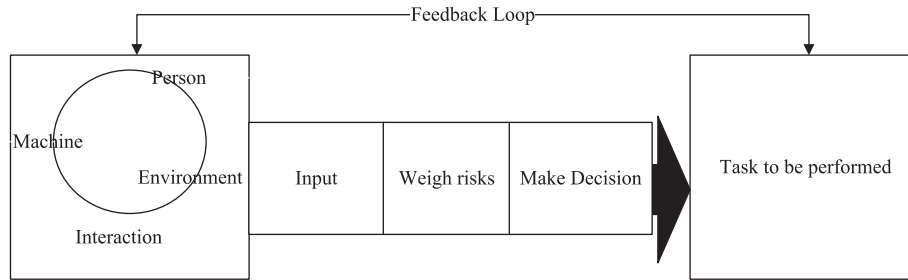 Feedback Loop
Person
Machine
Environment
Interaction
Input
Weigh risks
Make Decision
Task to be performed